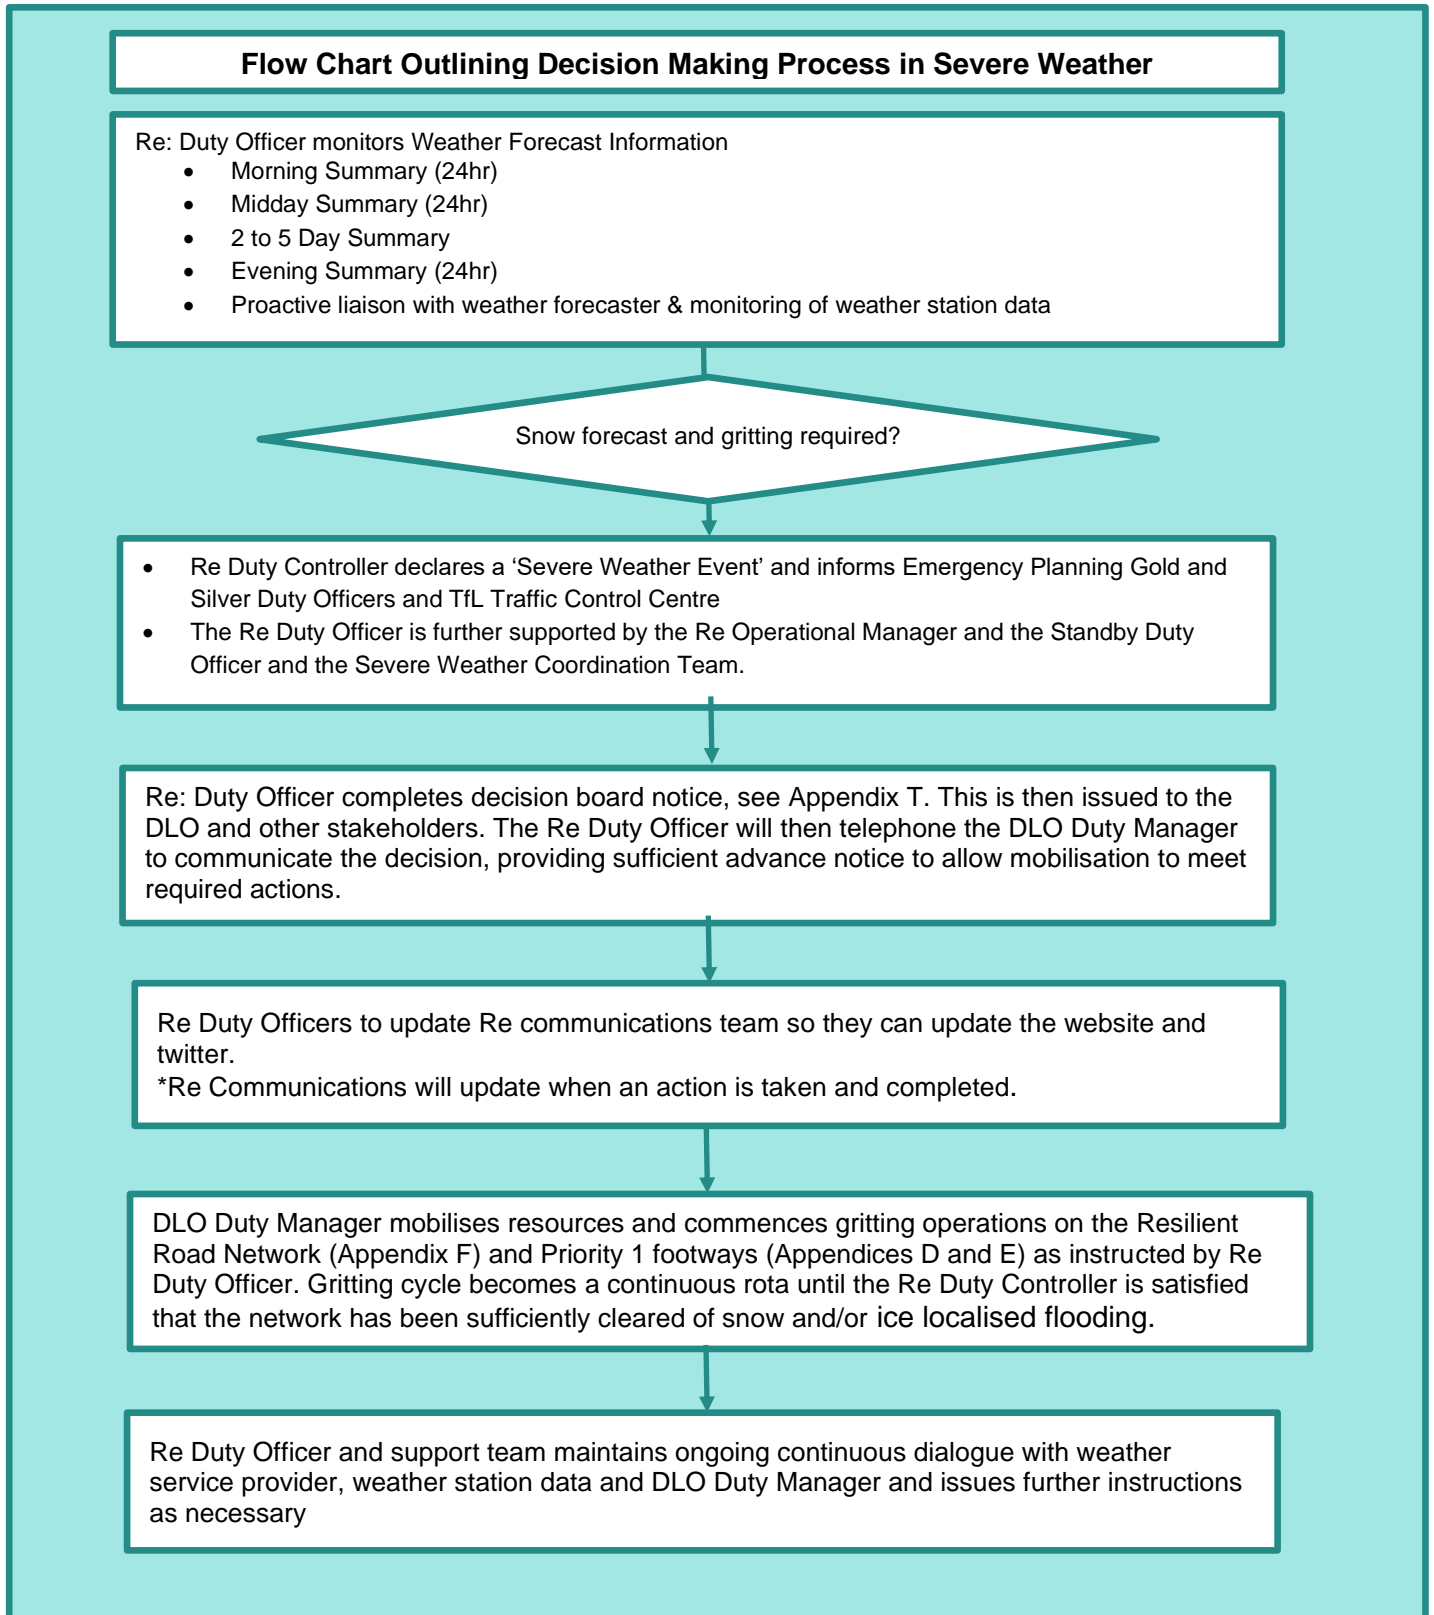 Flow Chart Outlining Decision Making Process in Severe Weather
Re: Duty Officer monitors Weather Forecast Information
• Morning Summary (24hr)
• Midday Summary (24hr)
• 2 to 5 Day Summary
• Evening Summary (24hr)
• Proactive liaison with weather forecaster & monitoring of weather station data
Snow forecast and gritting required?
• Re Duty Controller declares a ‘Severe Weather Event’ and informs Emergency Planning Gold and
Silver Duty Officers and TfL Traffic Control Centre
• The Re Duty Officer is further supported by the Re Operational Manager and the Standby Duty
Officer and the Severe Weather Coordination Team.
Re: Duty Officer completes decision board notice, see Appendix T. This is then issued to the
DLO and other stakeholders. The Re Duty Officer will then telephone the DLO Duty Manager
to communicate the decision, providing sufficient advance notice to allow mobilisation to meet
required actions.
Re Duty Officers to update Re communications team so they can update the website and
twitter.
*Re Communications will update when an action is taken and completed.
DLO Duty Manager mobilises resources and commences gritting operations on the Resilient
Road Network (Appendix F) and Priority 1 footways (Appendices D and E) as instructed by Re
Duty Officer. Gritting cycle becomes a continuous rota until the Re Duty Controller is satisfied
that the network has been sufficiently cleared of snow and/or ice localised flooding.
Re Duty Officer and support team maintains ongoing continuous dialogue with weather
service provider, weather station data and DLO Duty Manager and issues further instructions
as necessary